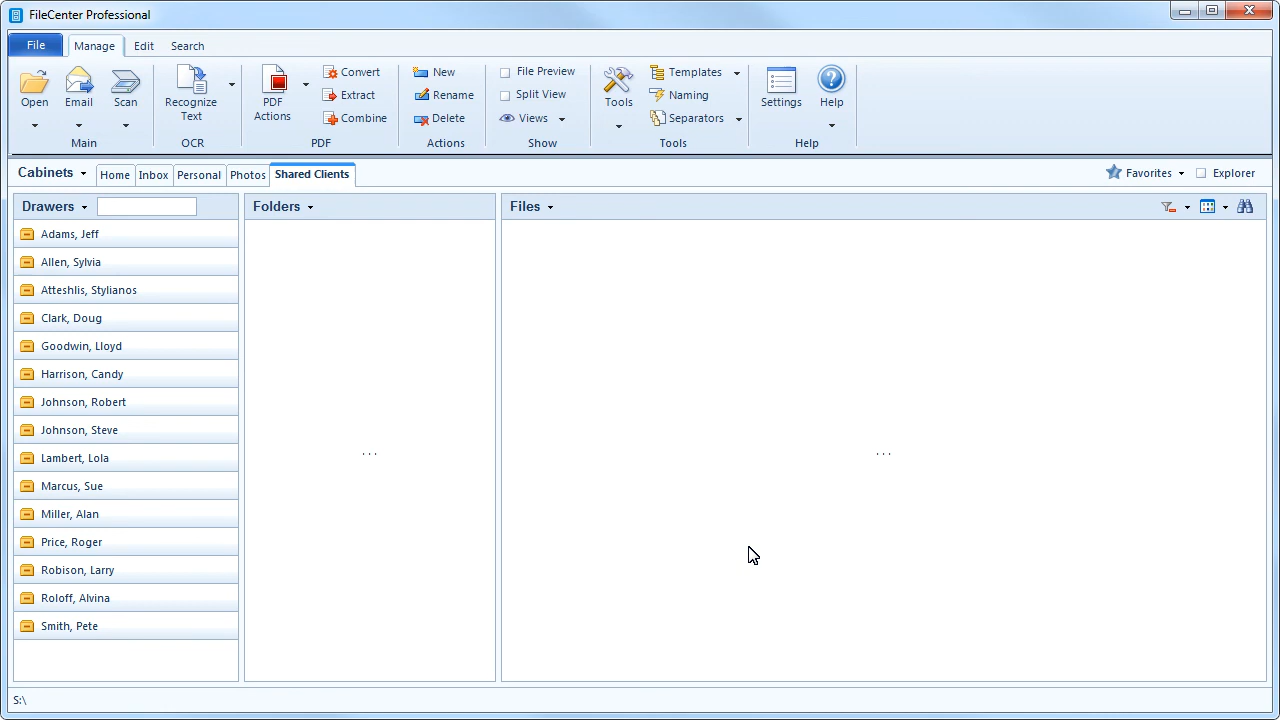 FileCenter Professional
File Manage Edit Search
Open Email Scan Recognize Text PDF Actions Convert Extract Combine New Rename Delete File Preview Split View Views Tools Templates Naming Separators Settings Help
Main OCR PDF Actions Show Tools Help
Cabinets Home Inbox Personal Photos Shared Clients Favorites Explorer
Drawers Folders Files
Adams, Jeff
Allen, Sylvia
Atteshlis, Stylianos
Clark, Doug
Goodwin, Lloyd
Harrison, Candy
Johnson, Robert
Johnson, Steve
Lambert, Lola
... ...
Marcus, Sue
Miller, Alan
Price, Roger
Robison, Larry
Roloff, Alvina
Smith, Pete
S:\